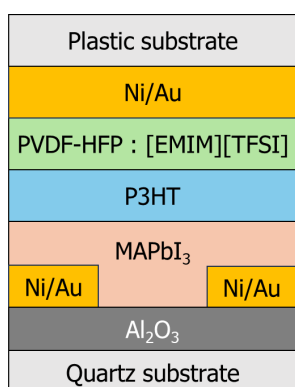 Plastic substrate
Ni/Au
PVDF-HFP : [EMIM][TFSI]
P3HT
MAPbI₃
Ni/Au Ni/Au
Al₂O₃
Quartz substrate